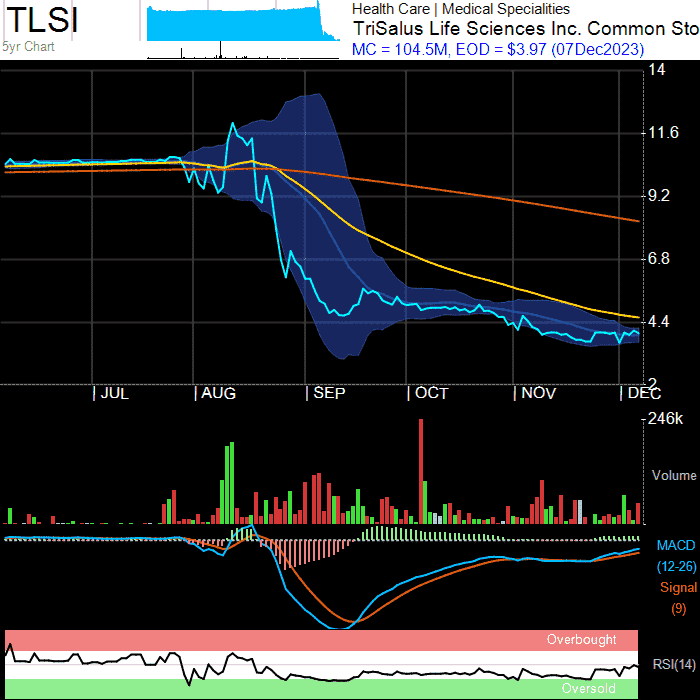 TLSI
5yr Chart
Health Care | Medical Specialities
TriSalus Life Sciences Inc. Common Sto
MC = 104.5M, EOD = $3.97 (07Dec2023)
14
11.6
9.2
6.8
4.4
2
JUL AUG SEP OCT NOV DEC
246k
Volume
MACD
(12-26)
Signal
(9)
Overbought
RSI(14)
Oversold